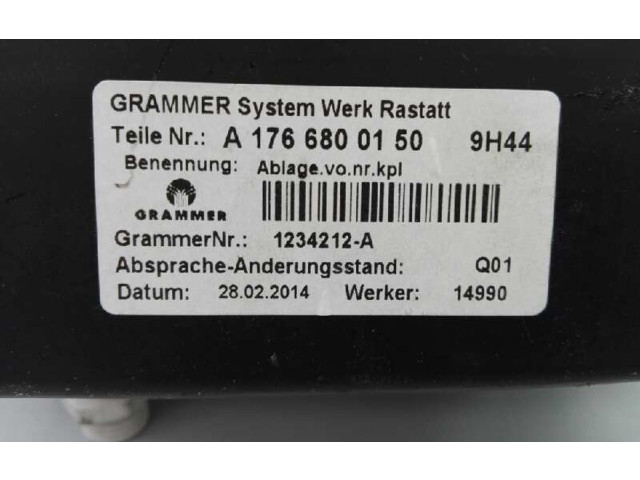 GRAMMER System Werk Rastatt
Teile Nr.: A 176 680 01 50 9H44
Benennung: Ablage.vo.nr.kpl
GRAMMER
GrammerNr.: 1234212-A
Absprache-Anderungsstand: Q01
Datum: 28.02.2014 Werker: 14990